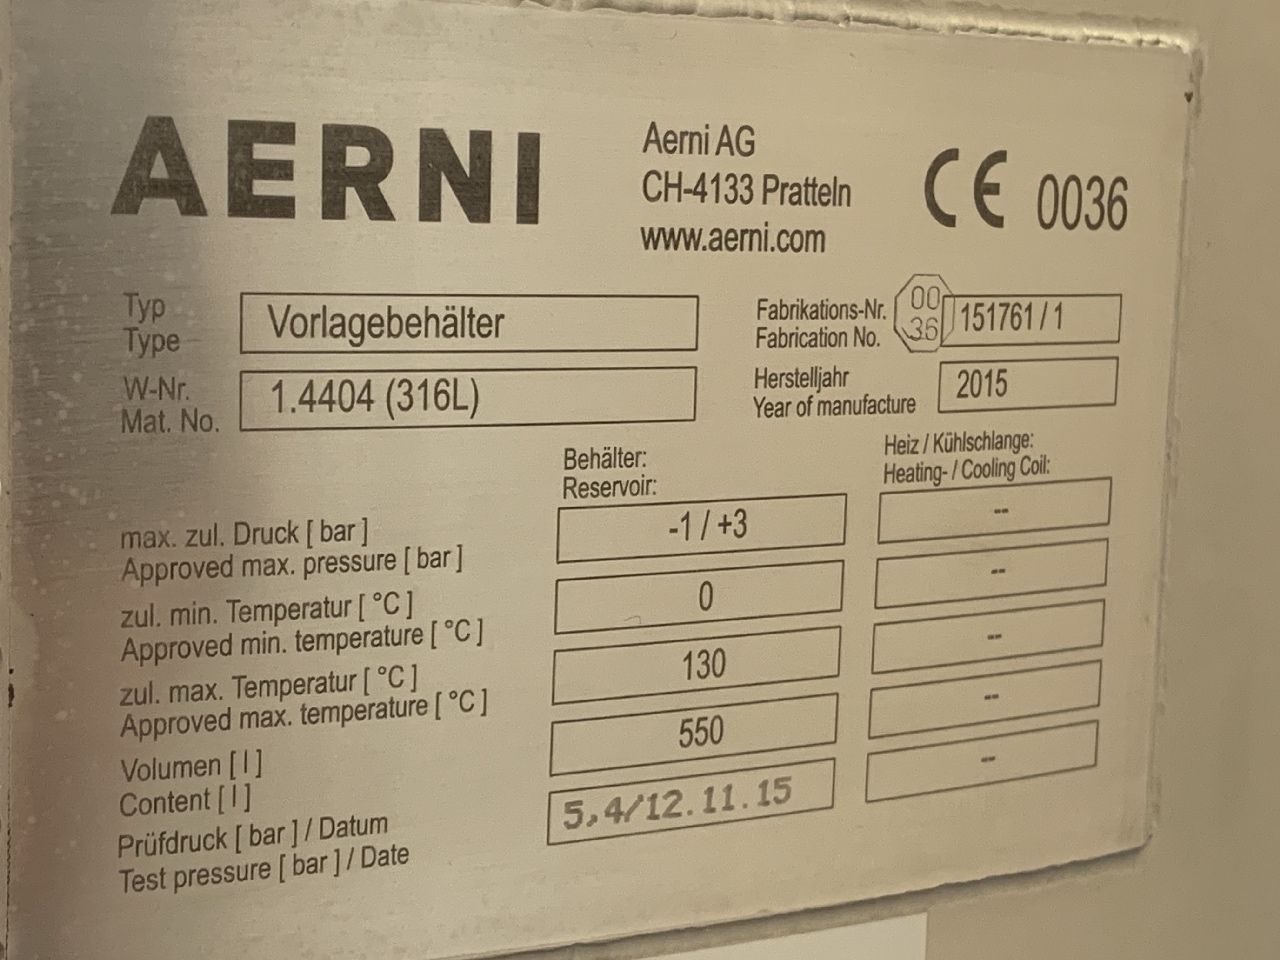 AERNI
Aerni AG
CH-4133 Pratteln
www.aerni.com
CE 0036
Typ
Type
Vorlagebehälter
W-Nr.
Mat. No.
1.4404 (316L)
Fabrikations-Nr.
Fabrication No.
00
36
151761 / 1
Herstelljahr
Year of manufacture
2015
Behälter:
Reservoir:
Heiz / Kühlschlange:
Heating- / Cooling Coil:
max. zul. Druck [ bar ]
Approved max. pressure [ bar ]
-1 / +3
--
zul. min. Temperatur [ °C ]
Approved min. temperature [ °C ]
0
--
zul. max. Temperatur [ °C ]
Approved max. temperature [ °C ]
130
--
Volumen [ l ]
Content [ l ]
550
--
Prüfdruck [ bar ] / Datum
Test pressure [ bar ] / Date
5,4/12.11.15
--